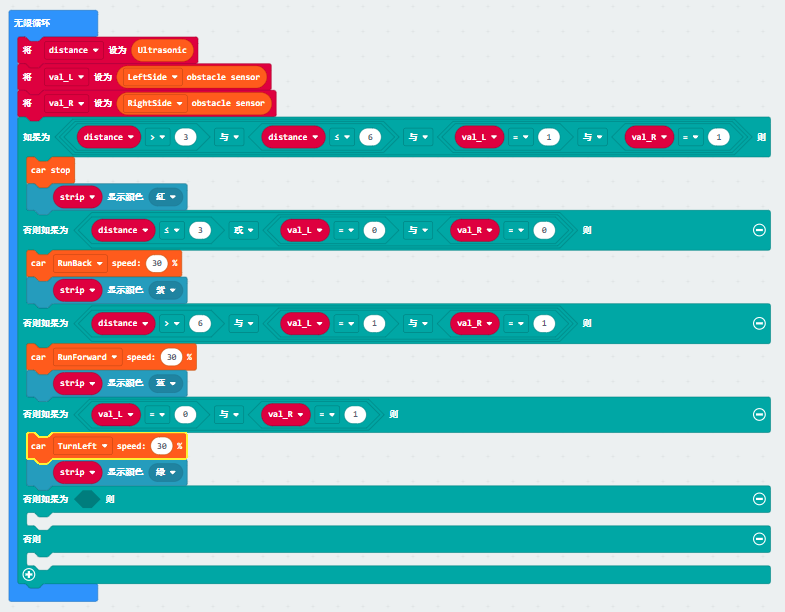 无限循环
将 distance 设为 Ultrasonic
将 val_L 设为 LeftSide obstacle sensor
将 val_R 设为 RightSide obstacle sensor
如果为 distance > 3 与 distance ≤ 6 与 val_L = 1 与 val_R = 1 则
car stop
strip 显示颜色 红
否则如果为 distance ≤ 3 或 val_L = 0 与 val_R = 0 则
car RunBack speed: 30 %
strip 显示颜色 紫
否则如果为 distance > 6 与 val_L = 1 与 val_R = 1 则
car RunForward speed: 30 %
strip 显示颜色 蓝
否则如果为 val_L = 0 与 val_R = 1 则
car TurnLeft speed: 30 %
strip 显示颜色 绿
否则如果为 则
否则